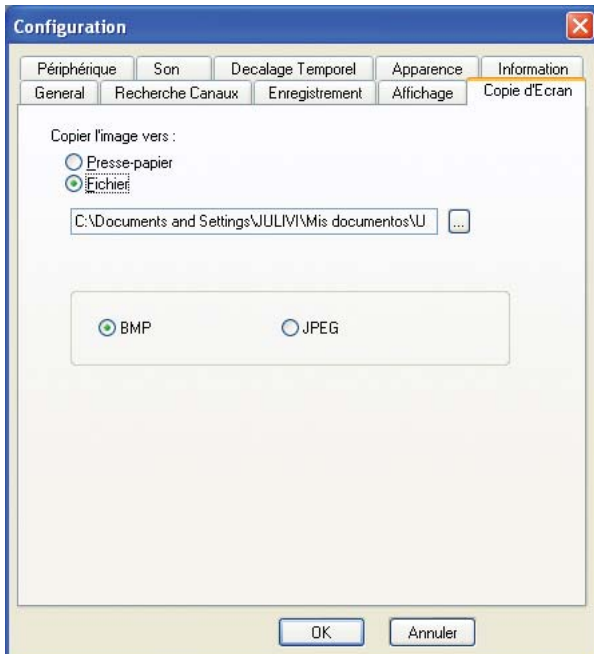 Configuration
Périphérique Son Decalage Temporel Apparence Information
General Recherche Canaux Enregistrement Affichage Copie d'Ecran
Copier l'image vers :
Presse-papier
Fichier
C:\Documents and Settings\JULIVI\Mis documentos\U ...
BMP JPEG
OK Annuler